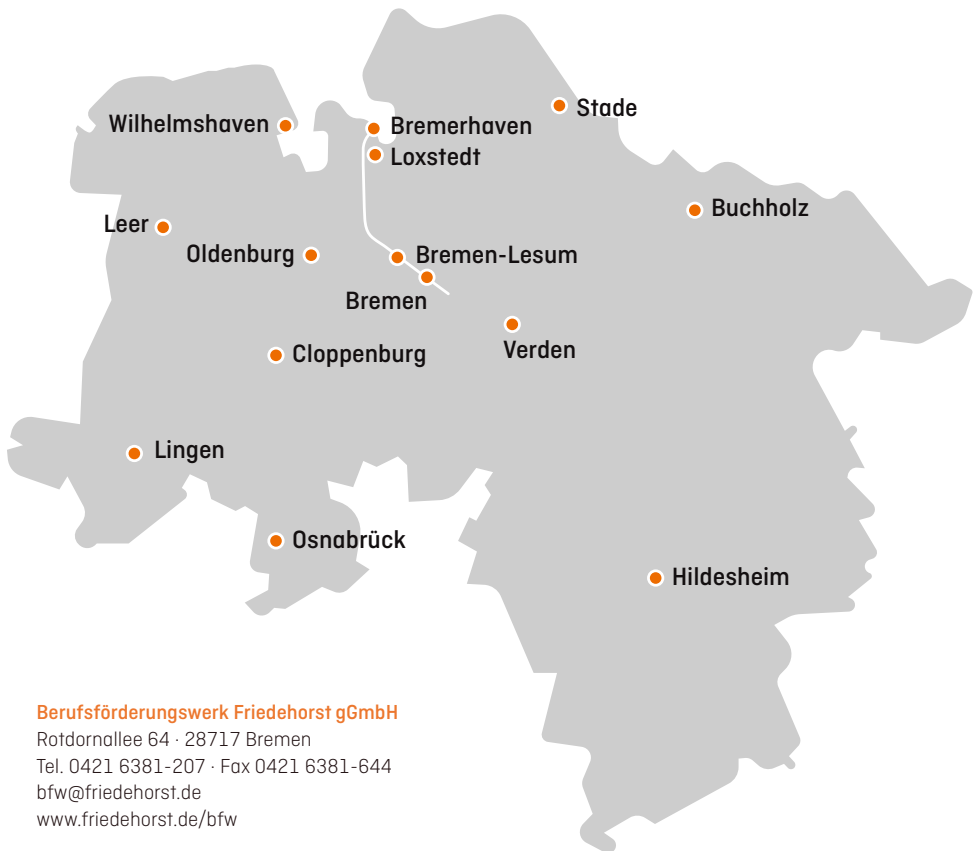 Stade
Wilhelmshaven
Bremerhaven
Loxstedt
Buchholz
Leer
Oldenburg
Bremen-Lesum
Bremen
Verden
Cloppenburg
Lingen
Osnabrück
Hildesheim
Berufsförderungswerk Friedehorst gGmbH
Rotdornallee 64 · 28717 Bremen
Tel. 0421 6381-207 · Fax 0421 6381-644
bfw@friedehorst.de
www.friedehorst.de/bfw